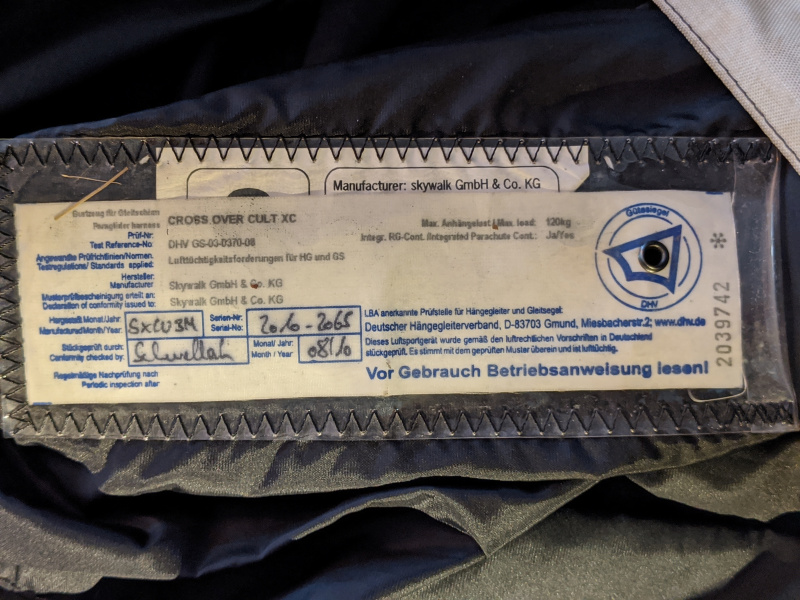 Manufacturer: skywalk GmbH & Co. KG
Gurtzeug für Gleitschirm
Paraglider harness
CROSS OVER CULT XC
Max. Anhängelast / Max. load: 120kg
Prüf-Nr:
Test Reference-No:
DHV GS-03-0370-08
Integr. RG-Cont. /Integrated Parachute Cont.: Ja/Yes
Angewandte Prüfrichtlinien/Normen:
Testregulations/ Standards applied:
Lufttüchtigkeitsforderungen für HG und GS
Hersteller
Manufacturer
Skywalk GmbH & Co. KG
Musterprüfbescheinigung erteilt an:
Declaration of conformity issued to:
Skywalk GmbH & Co. KG
Hergestellt Monat/Jahr
Manufactured Month/Year:
SXCU3M
Serien-Nr:
Serial-No:
2010-2065
Stückgeprüft durch:
Conformity checked by:
Monat/ Jahr:
Month / Year:
08/10
Regelmäßige Nachprüfung nach
Periodic inspection after
LBA anerkannte Prüfstelle für Hängegleiter und Gleitsegel:
Deutscher Hängegleiterverband, D-83703 Gmund, Miesbacherstr.2; www.dhv.de
Dieses Luftsportgerät wurde gemäß den luftrechtlichen Vorschriften in Deutschland
stückgeprüft. Es stimmt mit dem geprüften Muster überein und ist lufttüchtig.
Vor Gebrauch Betriebsanweisung lesen!
Gütesiegel
DHV
2039742 *